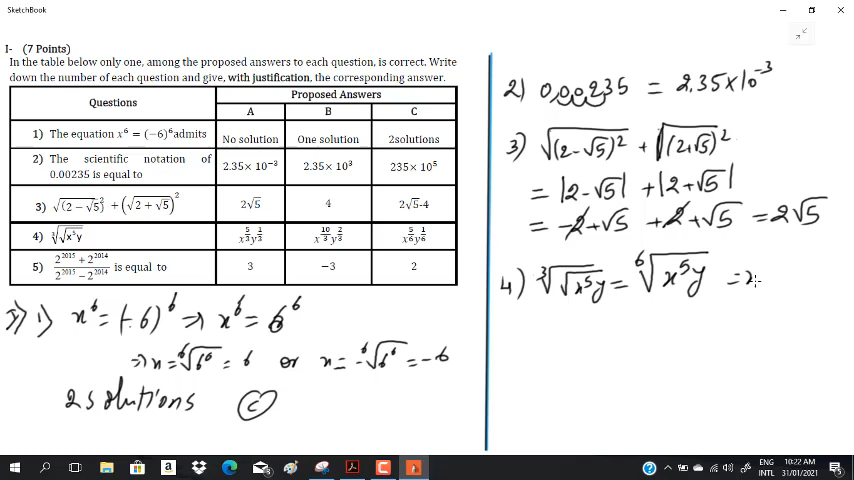 SketchBook
I- (7 Points)
In the table below only one, among the proposed answers to each question, is correct. Write
down the number of each question and give, with justification, the corresponding answer.
Questions Proposed Answers
A B C
1) The equation x⁶ = (−6)⁶ admits No solution One solution 2solutions
2) The scientific notation of 0.00235 is equal to 2.35 × 10⁻³ 2.35 × 10³ 235 × 10⁵
3) √(2 − √5)² + (√2 + √5)² 2√5 4 2√5-4
4) ∛√x⁵y x^(5/3)y^(1/3) x^(10/3)y^(2/3) x^(5/6)y^(1/6)
5) (2²⁰¹⁵ + 2²⁰¹⁴)/(2²⁰¹⁵ − 2²⁰¹⁴) is equal to 3 −3 2
I) 1) x⁶ = (-6)⁶ => x⁶ = 6⁶
=> x = ⁶√6⁶ = 6 or x = -⁶√6⁶ = -6
2 solutions C
2) 0.00235 = 2.35 x 10⁻³
3) √(2-√5)² + √(2+√5)²
= |2-√5| + |2+√5|
= -2+√5 +2+√5 = 2√5
4) ∛√x⁵y = ⁶√x⁵y = x
ENG 10:22 AM
INTL 31/01/2021